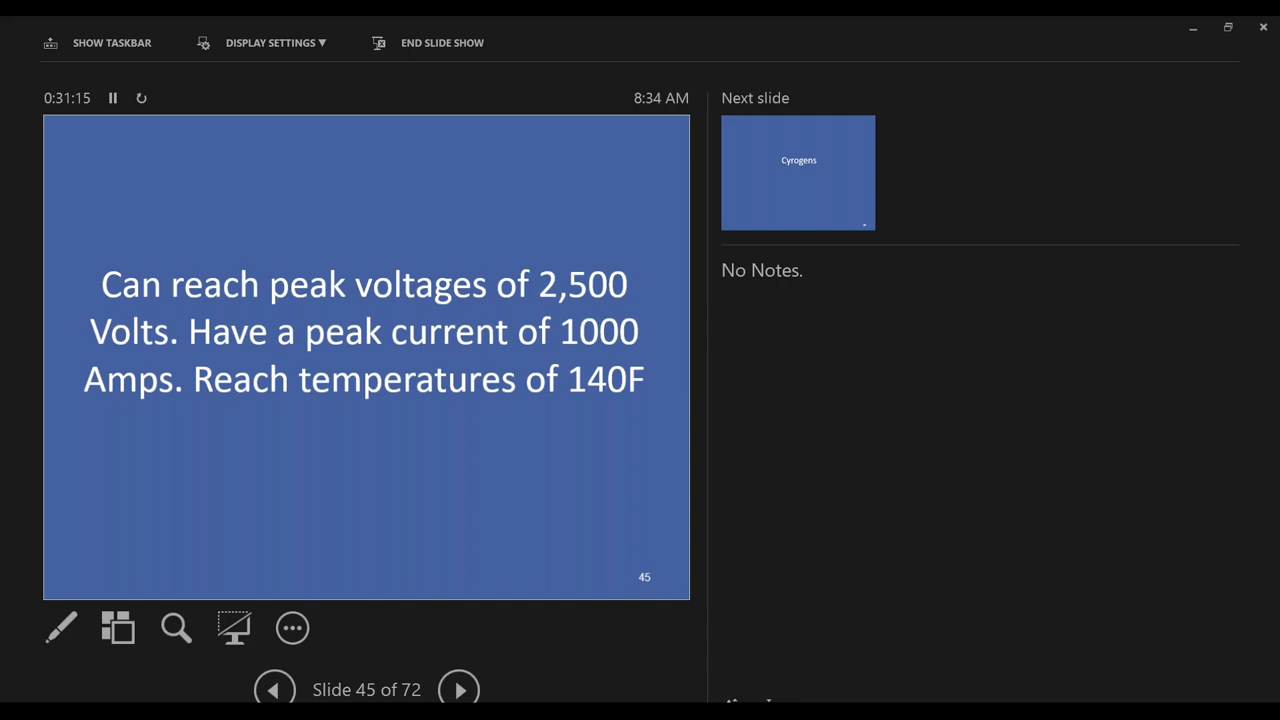 SHOW TASKBAR
DISPLAY SETTINGS ▼
END SLIDE SHOW
0:31:15
8:34 AM
Next slide
Can reach peak voltages of 2,500
Volts. Have a peak current of 1000
Amps. Reach temperatures of 140F
45
Cyrogens
No Notes.
Slide 45 of 72